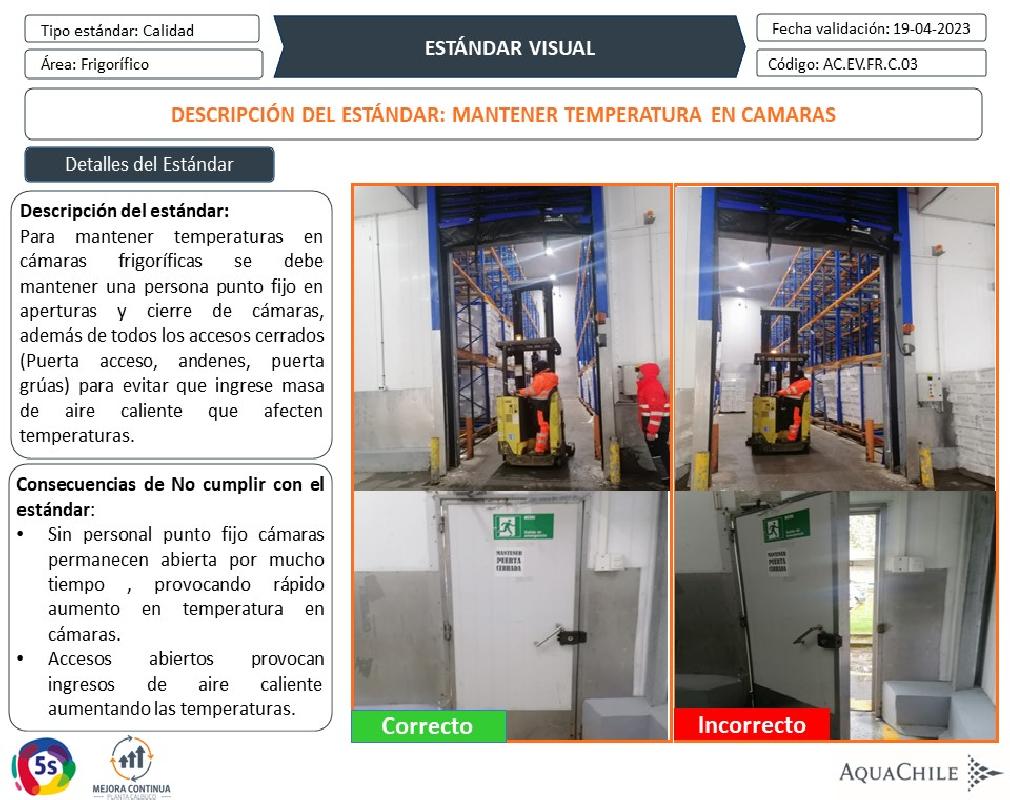 Tipo estándar: Calidad
Área: Frigorífico
ESTÁNDAR VISUAL
Fecha validación: 19-04-2023
Código: AC.EV.FR.C.03
DESCRIPCIÓN DEL ESTÁNDAR: MANTENER TEMPERATURA EN CAMARAS
Detalles del Estándar
Descripción del estándar:
Para mantener temperaturas en
cámaras frigoríficas se debe
mantener una persona punto fijo en
aperturas y cierre de cámaras,
además de todos los accesos cerrados
(Puerta acceso, andenes, puerta
grúas) para evitar que ingrese masa
de aire caliente que afecten
temperaturas.
Consecuencias de No cumplir con el
estándar:
• Sin personal punto fijo cámaras
permanecen abierta por mucho
tiempo , provocando rápido
aumento en temperatura en
cámaras.
• Accesos abiertos provocan
ingresos de aire caliente
aumentando las temperaturas.
MANTENER
PUERTA
CERRADA
Correcto
MANTENER
PUERTA
CERRADA
Incorrecto
5s
MEJORA CONTINUA
PLANTA CALBUCO
AQUACHILE